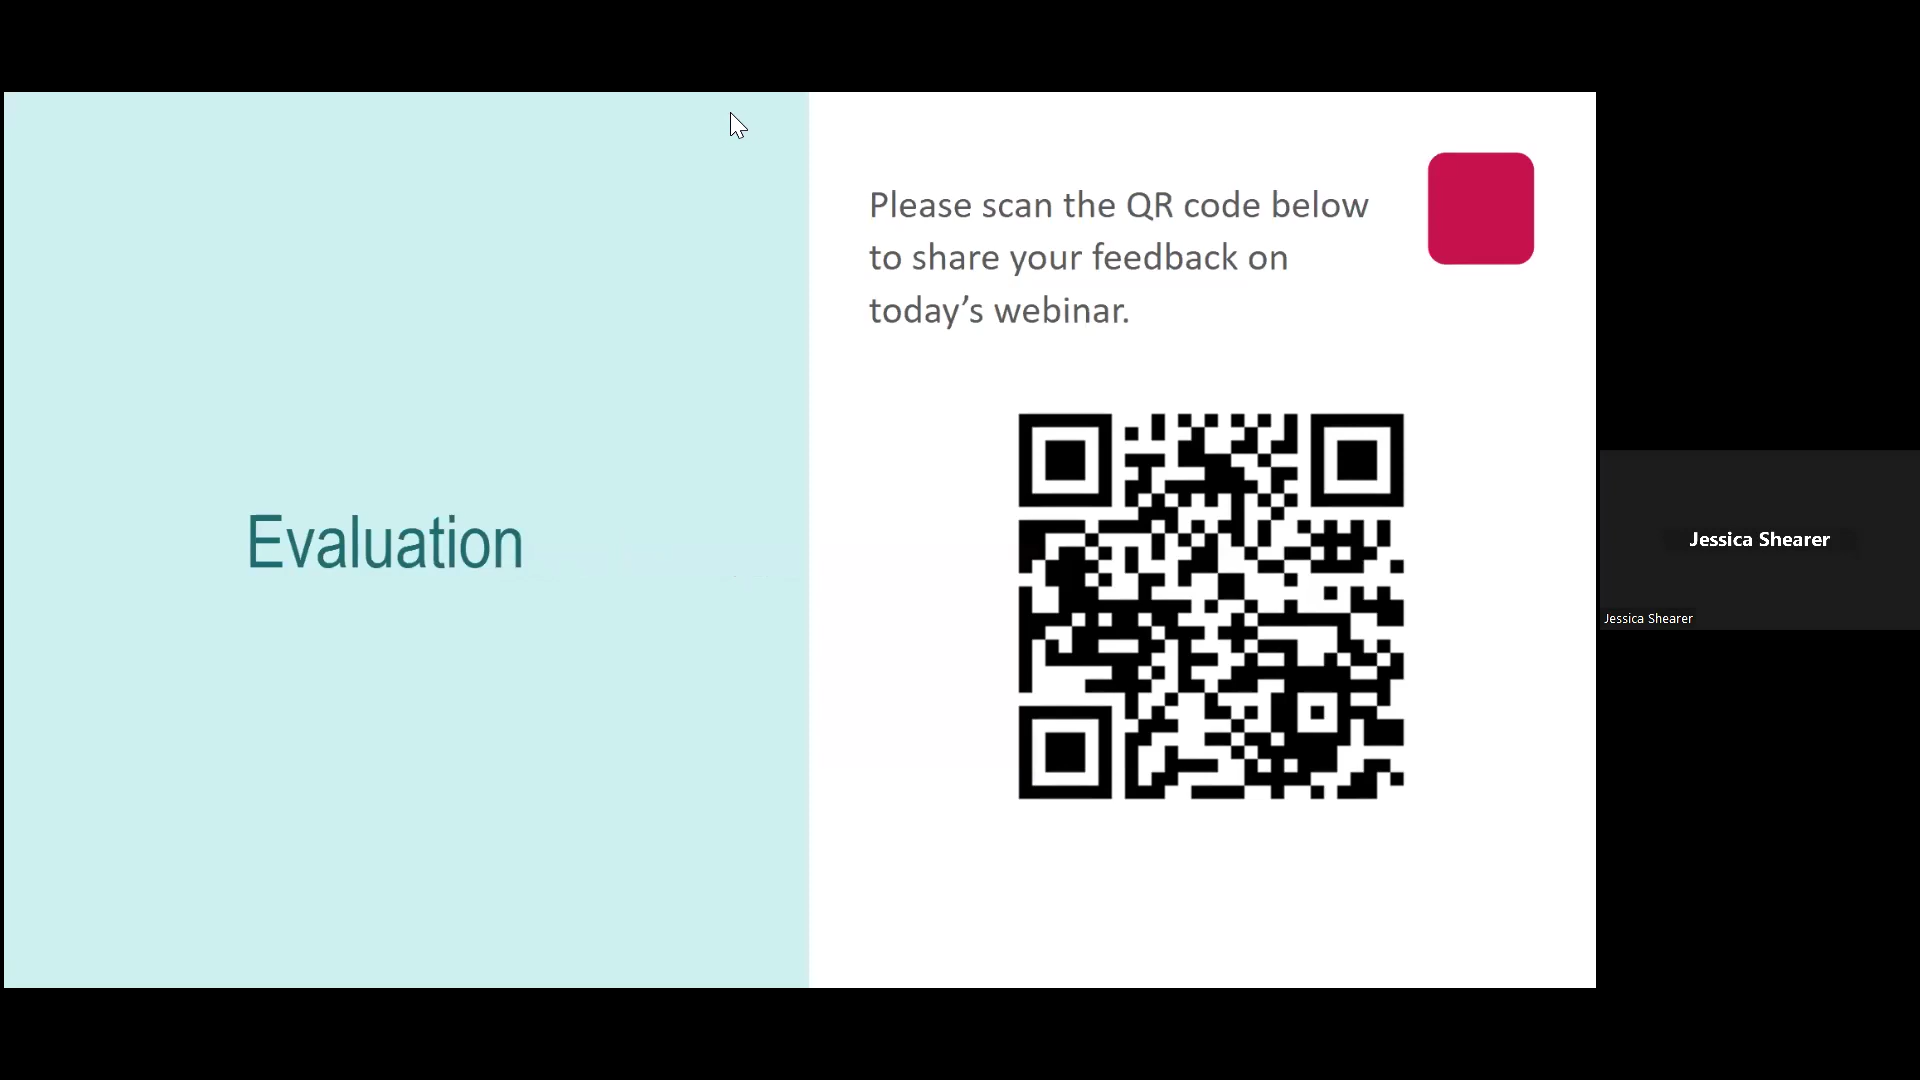 Evaluation
Please scan the QR code below
to share your feedback on
today’s webinar.
Jessica Shearer
Jessica Shearer